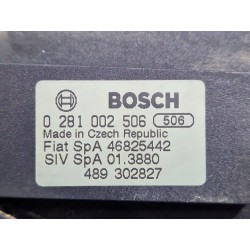 BOSCH
0 281 002 506 506
Made in Czech Republic
Fiat SpA 46825442
SIV SpA 01.3880
489 302827